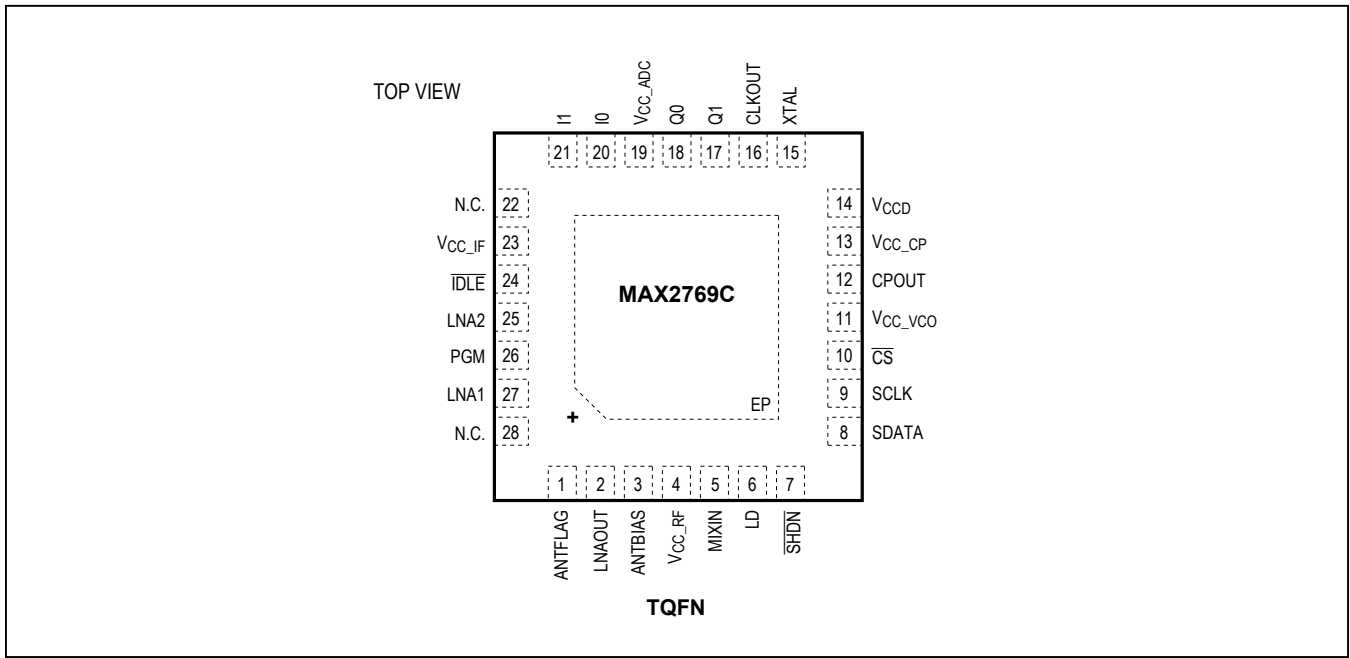 TOP VIEW
I1
I0
VCC_ADC
Q0
Q1
CLKOUT
XTAL
21 20 19 18 17 16 15
N.C. 22
VCC_IF 23
IDLE 24
LNA2 25
PGM 26
LNA1 27
N.C. 28
MAX2769C
EP
+
14 VCCD
13 VCC_CP
12 CPOUT
11 VCC_VCO
10 CS
9 SCLK
8 SDATA
1 2 3 4 5 6 7
ANTFLAG
LNAOUT
ANTBIAS
VCC_RF
MIXIN
LD
SHDN
TQFN